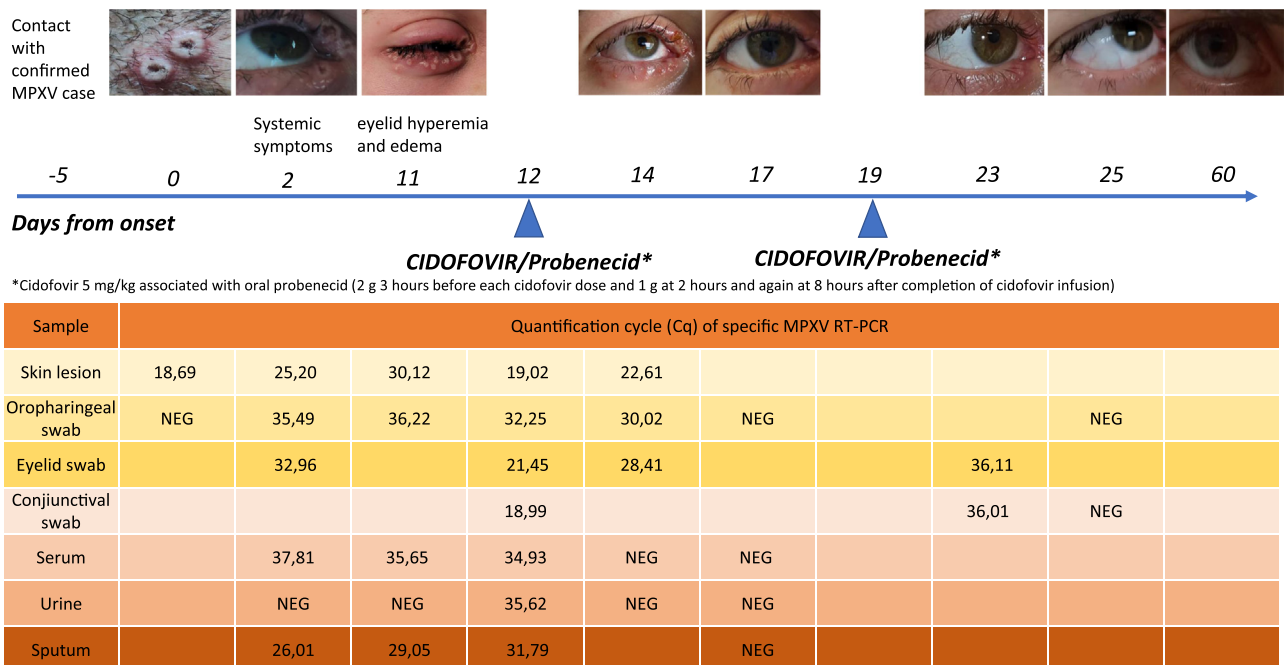 Contact
with
confirmed
MPXV case
Systemic
symptoms
eyelid hyperemia
and edema
-5 0 2 11 12 14 17 19 23 25 60
Days from onset
CIDOFOVIR/Probenecid* CIDOFOVIR/Probenecid*
*Cidofovir 5 mg/kg associated with oral probenecid (2 g 3 hours before each cidofovir dose and 1 g at 2 hours and again at 8 hours after completion of cidofovir infusion)
Sample Quantification cycle (Cq) of specific MPXV RT-PCR
Skin lesion 18,69 25,20 30,12 19,02 22,61
Oropharingeal
swab NEG 35,49 36,22 32,25 30,02 NEG NEG
Eyelid swab 32,96 21,45 28,41 36,11
Conjiunctival
swab 18,99 36,01 NEG
Serum 37,81 35,65 34,93 NEG NEG
Urine NEG NEG 35,62 NEG NEG
Sputum 26,01 29,05 31,79 NEG